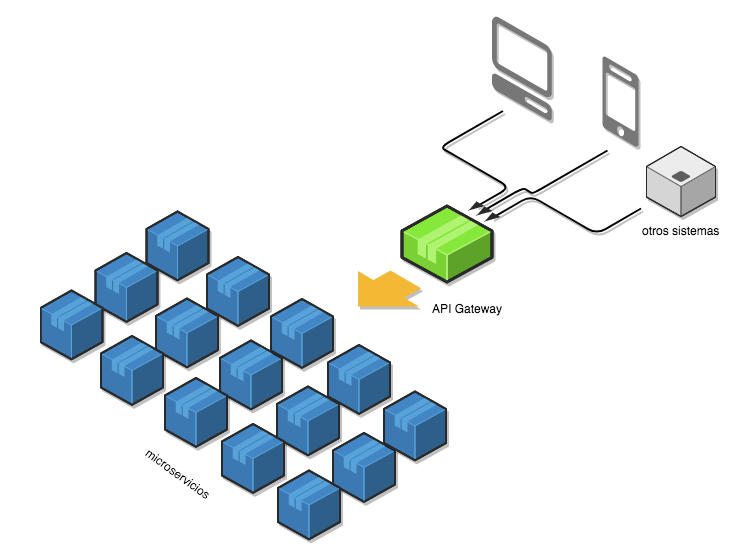 otros sistemas
API Gateway
microservicios